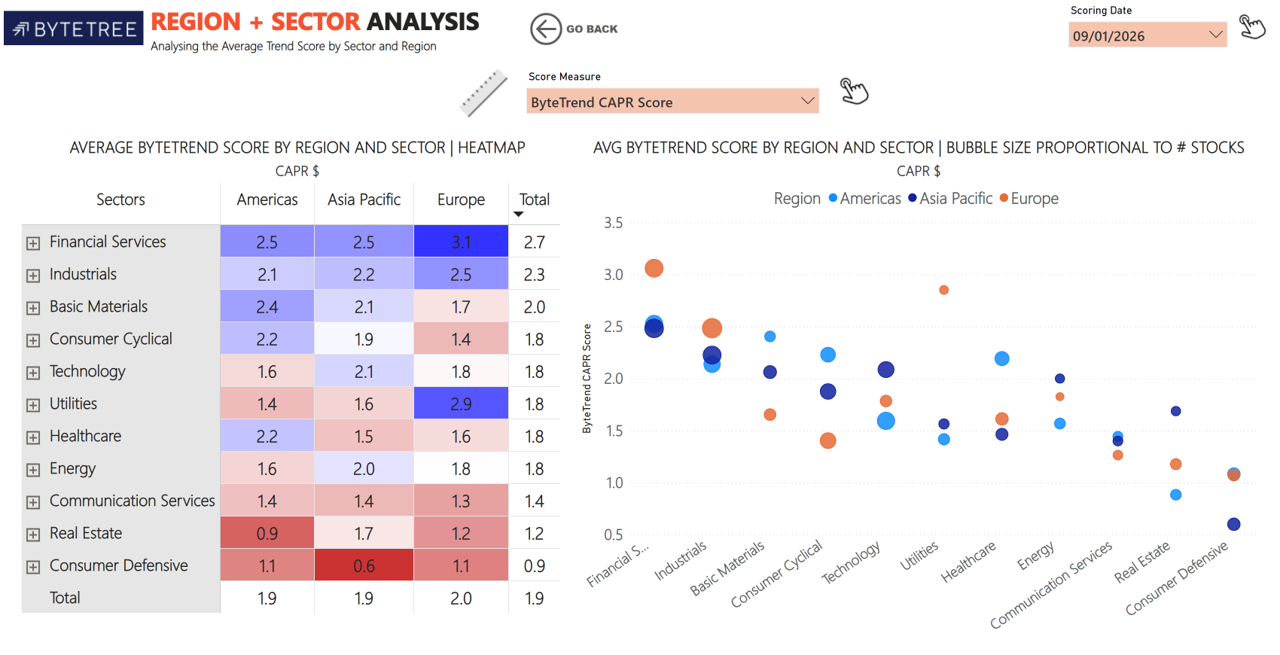 BYTETREE
REGION + SECTOR ANALYSIS
Analysing the Average Trend Score by Sector and Region
GO BACK
Scoring Date
09/01/2026
Score Measure
ByteTrend CAPR Score
AVERAGE BYTETREND SCORE BY REGION AND SECTOR | HEATMAP
CAPR $
Sectors Americas Asia Pacific Europe Total
Financial Services 2.5 2.5 3.1 2.7
Industrials 2.1 2.2 2.5 2.3
Basic Materials 2.4 2.1 1.7 2.0
Consumer Cyclical 2.2 1.9 1.4 1.8
Technology 1.6 2.1 1.8 1.8
Utilities 1.4 1.6 2.9 1.8
Healthcare 2.2 1.5 1.6 1.8
Energy 1.6 2.0 1.8 1.8
Communication Services 1.4 1.4 1.3 1.4
Real Estate 0.9 1.7 1.2 1.2
Consumer Defensive 1.1 0.6 1.1 0.9
Total 1.9 1.9 2.0 1.9
AVG BYTETREND SCORE BY REGION AND SECTOR | BUBBLE SIZE PROPORTIONAL TO # STOCKS
CAPR $
Region Americas Asia Pacific Europe
ByteTrend CAPR Score
3.5
3.0
2.5
2.0
1.5
1.0
0.5
Financial S...
Industrials
Basic Materials
Consumer Cyclical
Technology
Utilities
Healthcare
Energy
Communication Services
Real Estate
Consumer Defensive